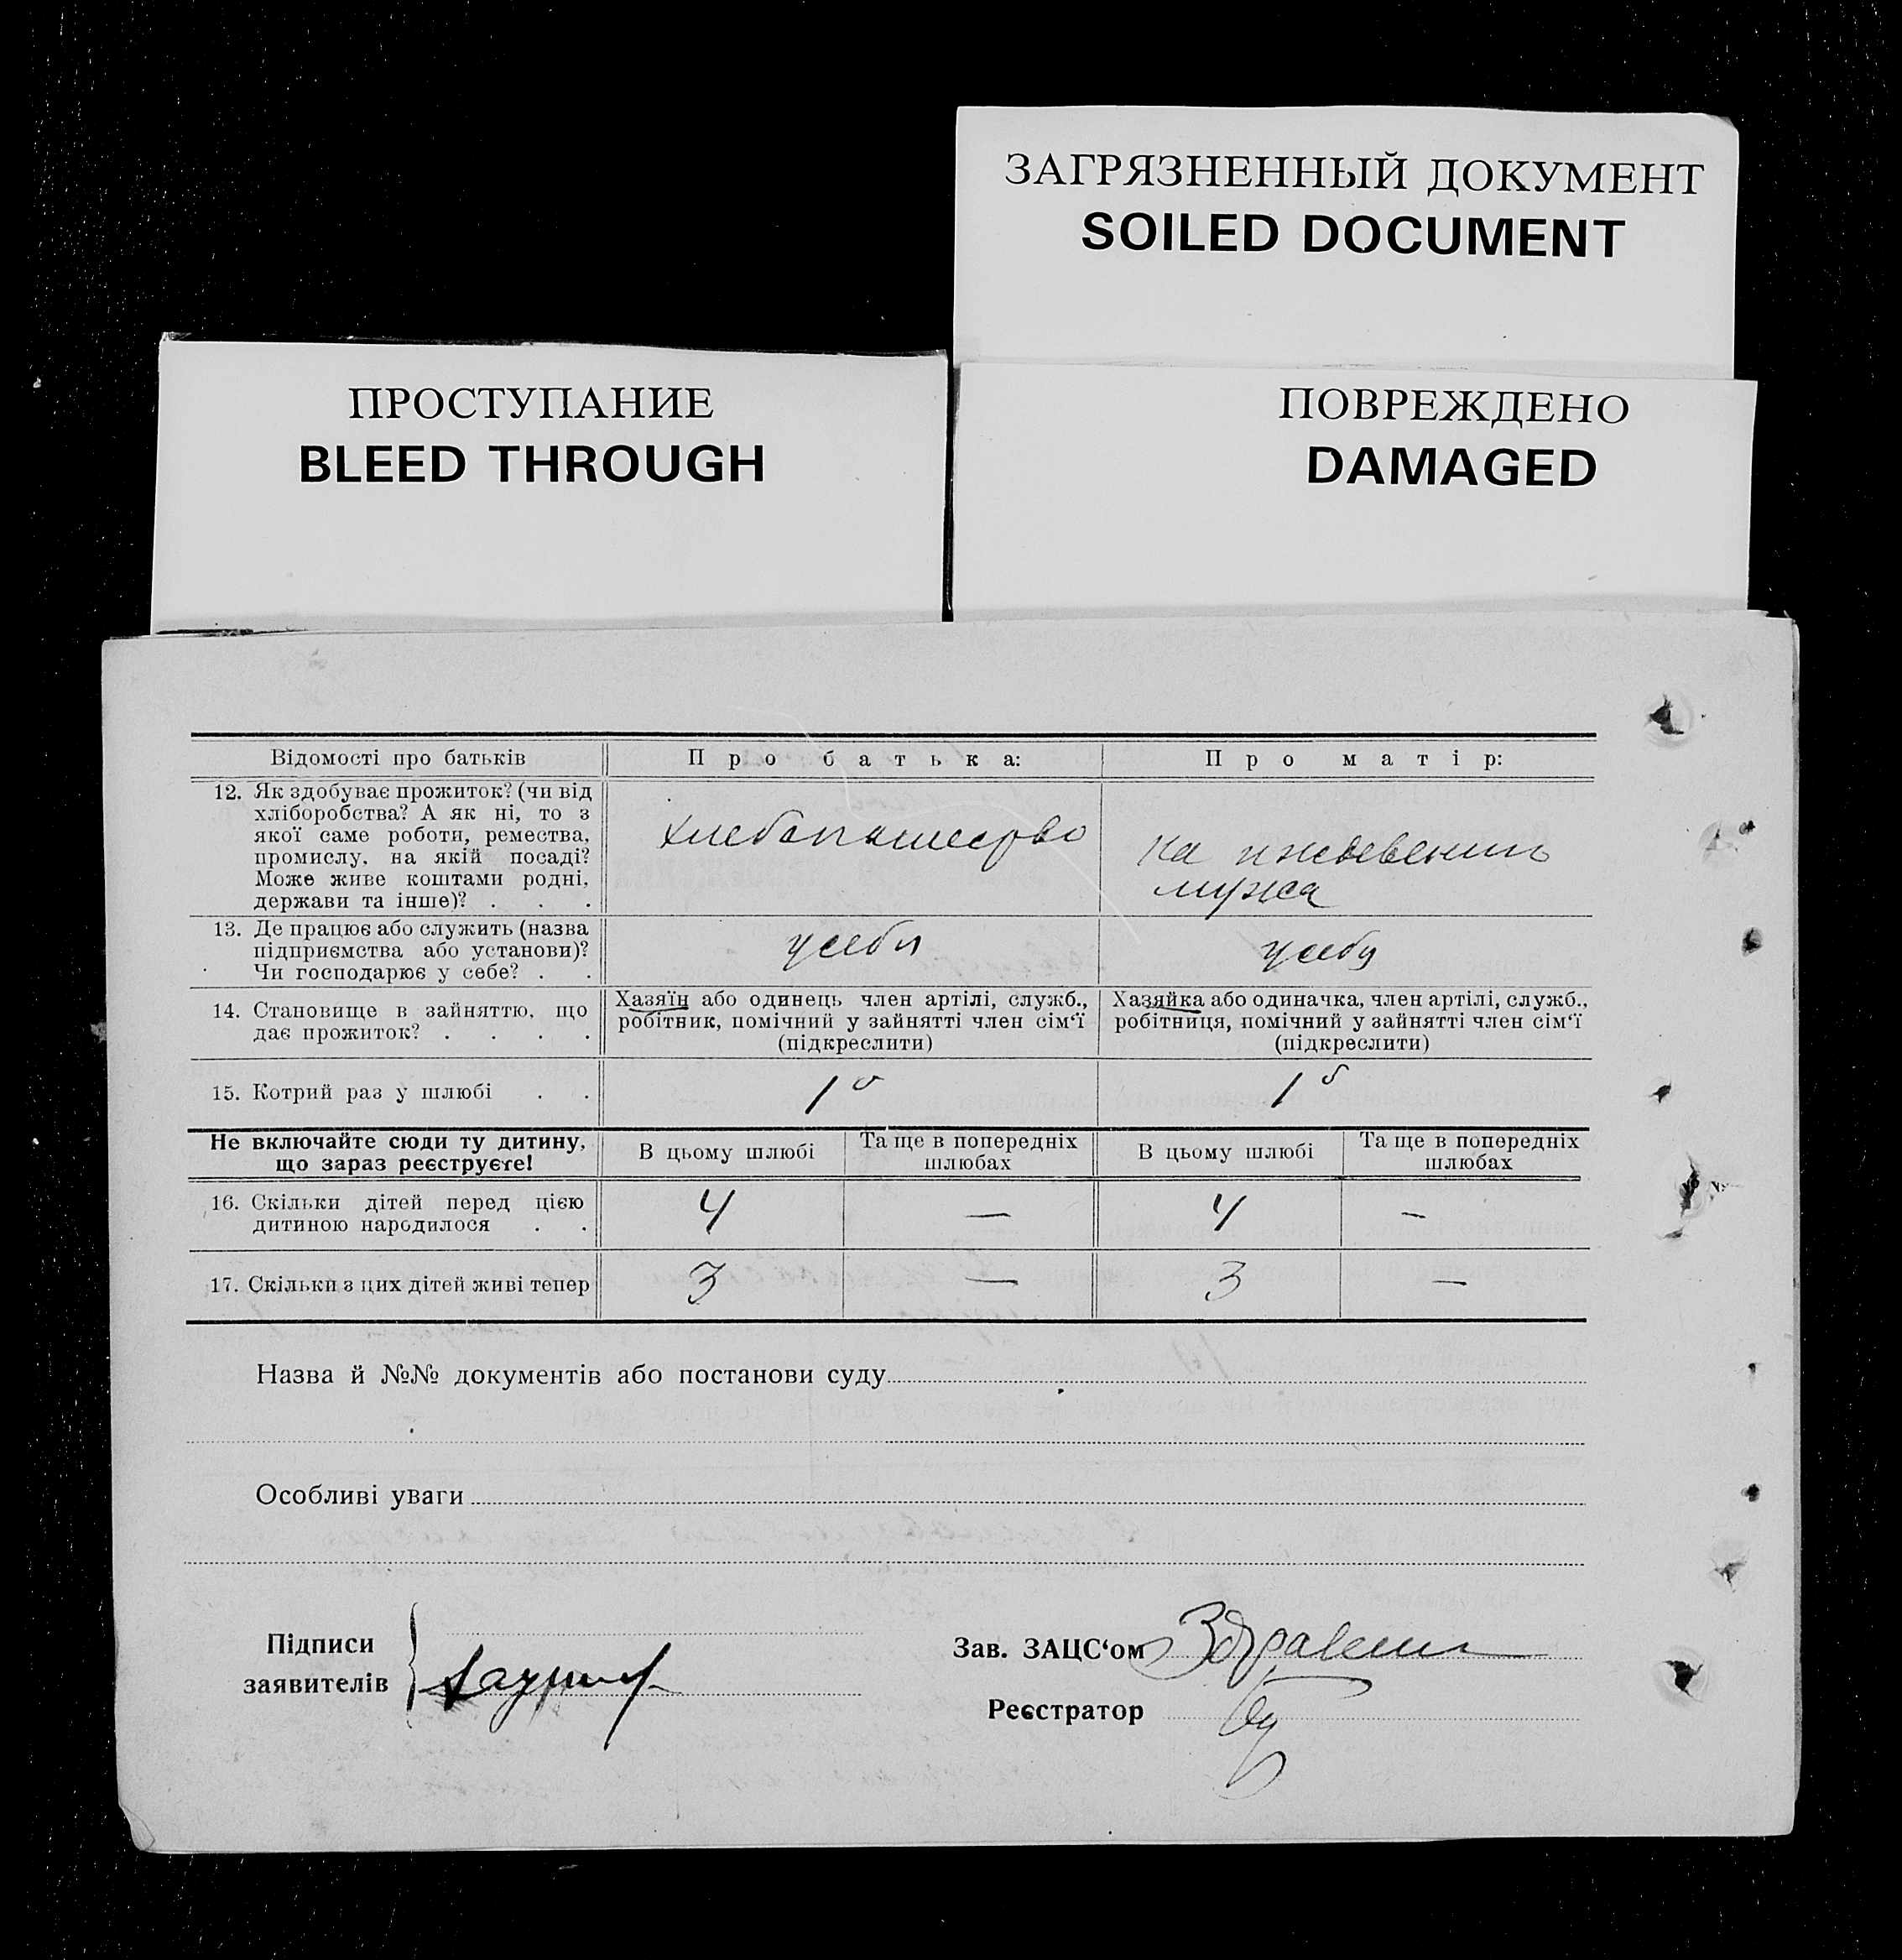 ЗАГРЯЗНЕННЫЙ ДОКУМЕНТ
SOILED DOCUMENT
ПРОСТУПАНИЕ
BLEED THROUGH
ПОВРЕЖДЕНО
DAMAGED
Відомості про батьків Про батька: Про матір:
12. Як здобуває прожиток? (чи від
хліборобства? А як ні, то з
якої саме роботи, ремества,
промислу, на якій посаді?
Може живе коштами родні,
держави та інше)? . . .
хлебопашество
на иждевении
мужа
13. Де працює або служить (назва
підприємства або установи)?
Чи господарює у себе? . .
у себя
у себя
14. Становище в зайняттю, що
дає прожиток? . . . .
Хазяїн або одинець член артілі, служб.,
робітник, помічний у зайнятті член сім‘ї
(підкреслити)
Хазяйка або одиначка, член артілі, служб.,
робітниця, помічний у зайнятті член сім‘ї
(підкреслити)
15. Котрий раз у шлюбі . . 1 1
Не включайте сюди ту дитину,
що зараз реєструєте!
В цьому шлюбі
Та ще в попередніх
шлюбах
В цьому шлюбі
Та ще в попередніх
шлюбах
16. Скільки дітей перед цією
дитиною народилося . .
4 — 4 —
17. Скільки з цих дітей живі тепер 3 — 3 —
Назва й №№ документів або постанови суду
Особливі уваги
Підписи
заявителів
Зав. ЗАЦС‘ом
Реєстратор